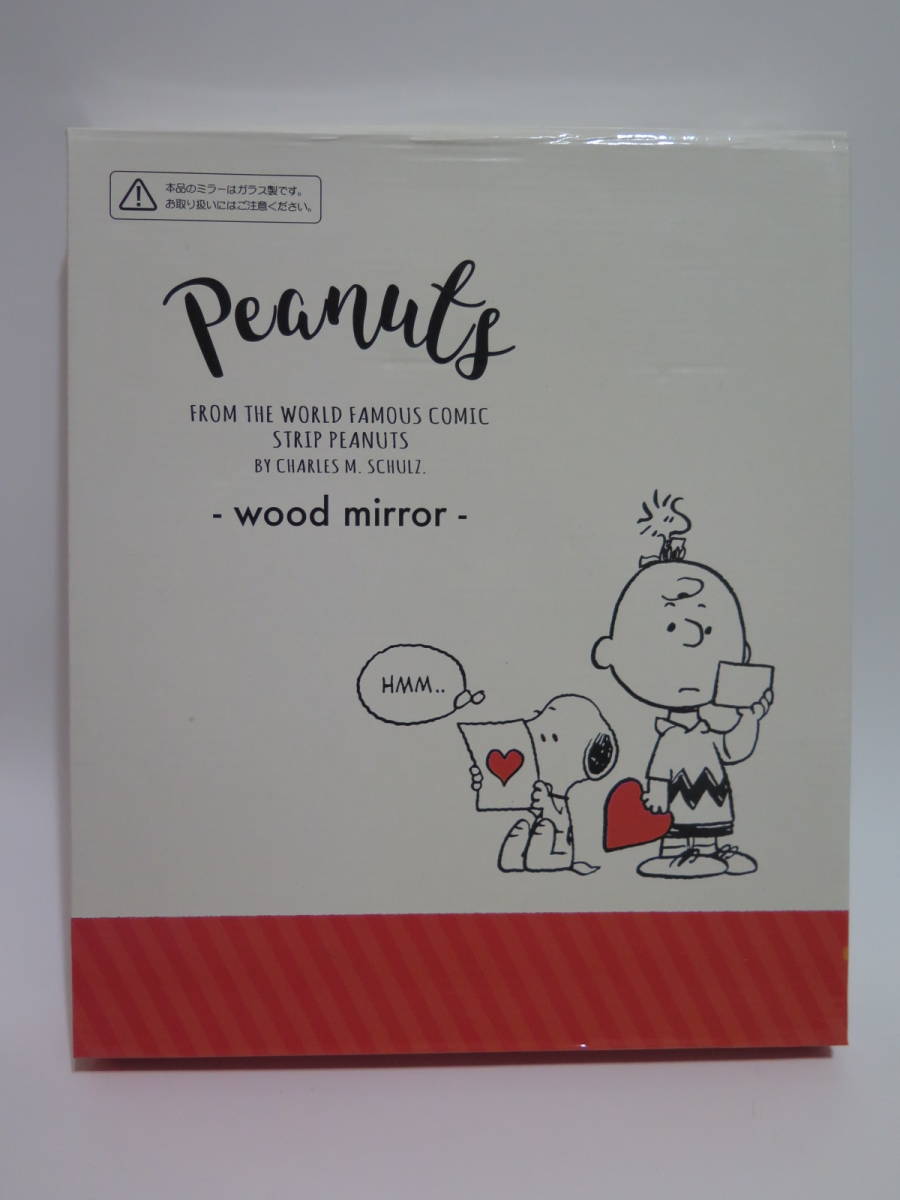 本品のミラーはガラス製です。
お取り扱いにはご注意ください。
Peanuts
FROM THE WORLD FAMOUS COMIC
STRIP PEANUTS
BY CHARLES M. SCHULZ.
- wood mirror -
HMM..